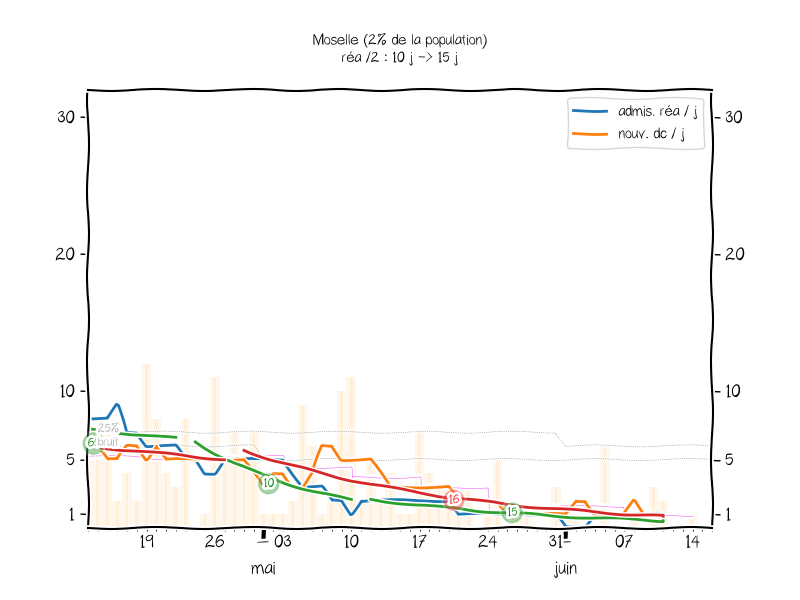 Moselle (2% de la population)
réa /2 : 10 j -> 15 j
admis. réa / j
nouv. dc / j
30
30
20
20
10
10
5
5
1
1
25%
bruit
6
10
16
15
19 26 03 10 17 24 31 07 14
mai juin